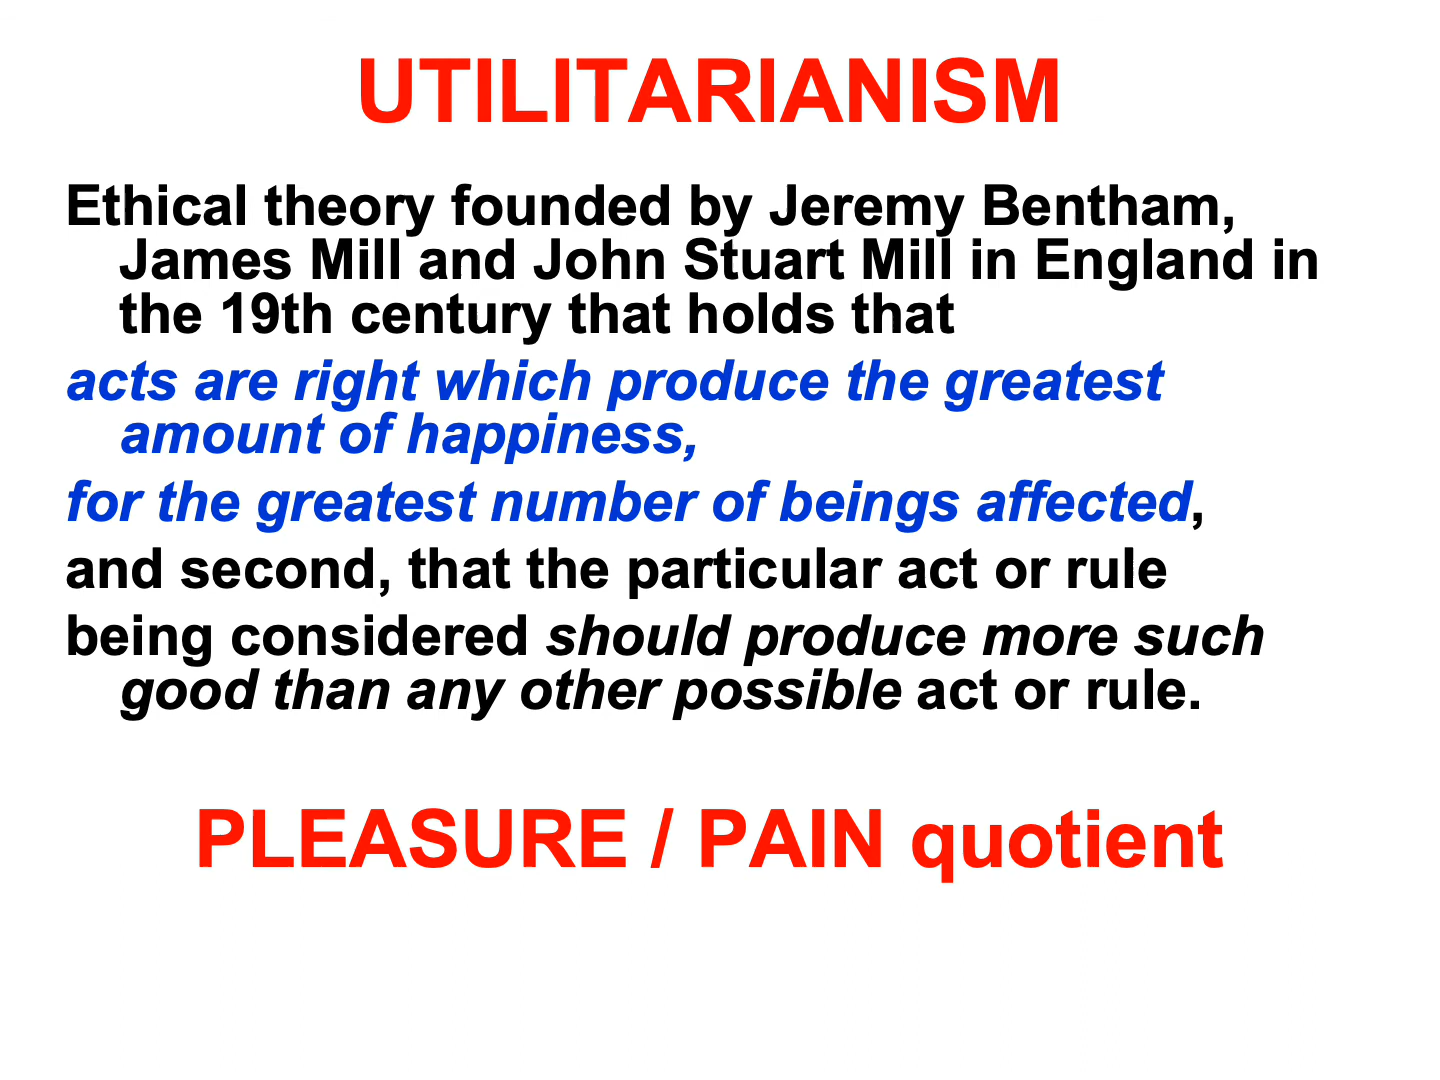 UTILITARIANISM
Ethical theory founded by Jeremy Bentham,
James Mill and John Stuart Mill in England in
the 19th century that holds that
acts are right which produce the greatest
amount of happiness,
for the greatest number of beings affected,
and second, that the particular act or rule
being considered should produce more such
good than any other possible act or rule.
PLEASURE / PAIN quotient